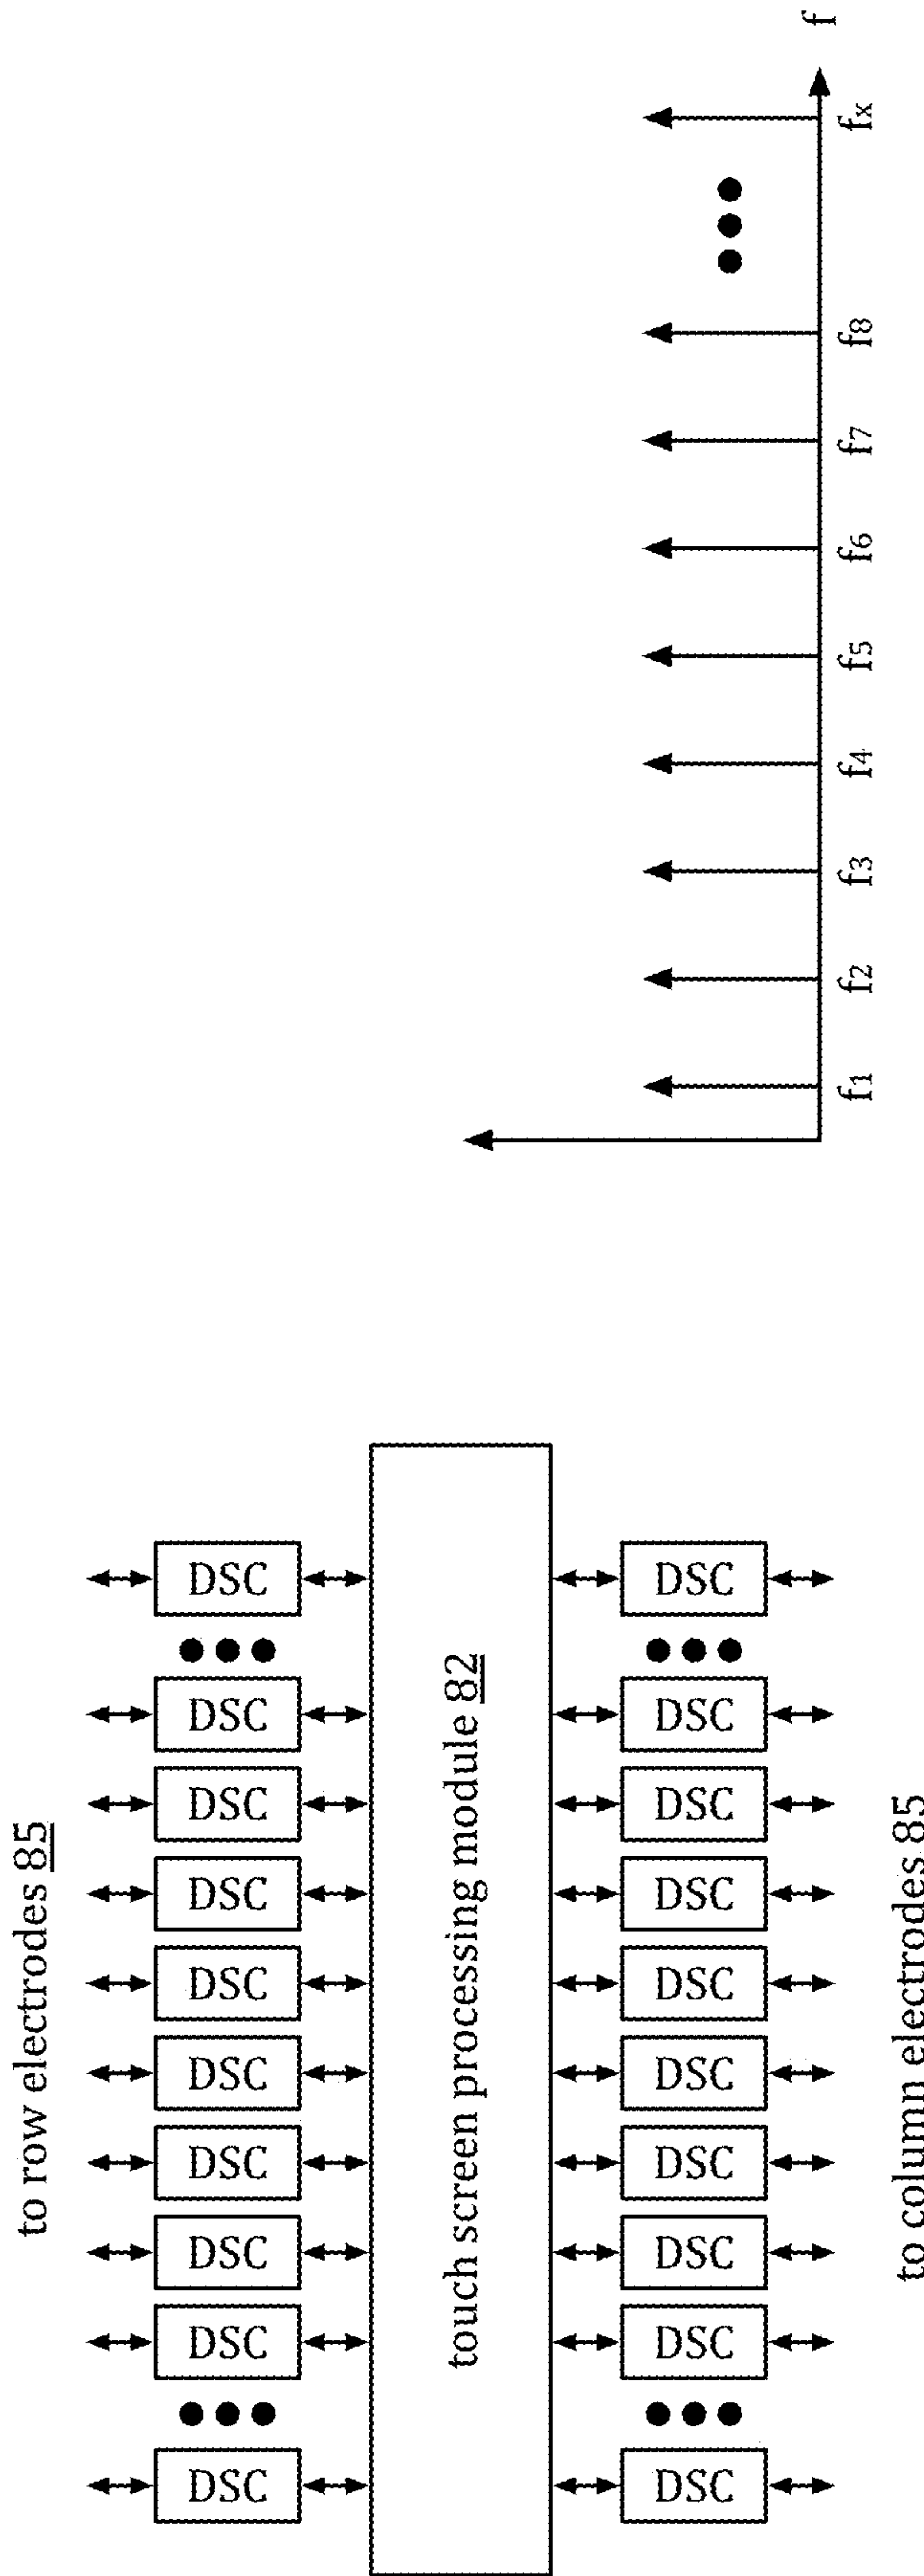 to row electrodes 85
DSC
DSC
DSC
DSC
DSC
DSC
DSC
DSC
DSC
DSC
touch screen processing module 82
DSC
DSC
DSC
DSC
DSC
DSC
DSC
DSC
DSC
DSC
to column electrodes 85
f1 f2 f3 f4 f5 f6 f7 f8 fx
f